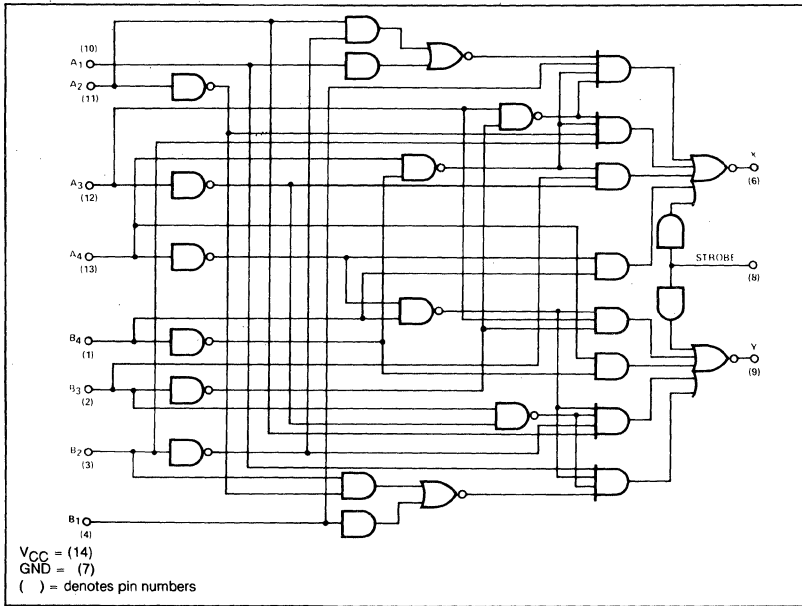 (10)
A1
A2
(11)
A3
(12)
A4
(13)
B4
(1)
B3
(2)
B2
(3)
B1
(4)
X
(6)
STROBE
(8)
Y
(9)
VCC = (14)
GND = (7)
( ) = denotes pin numbers